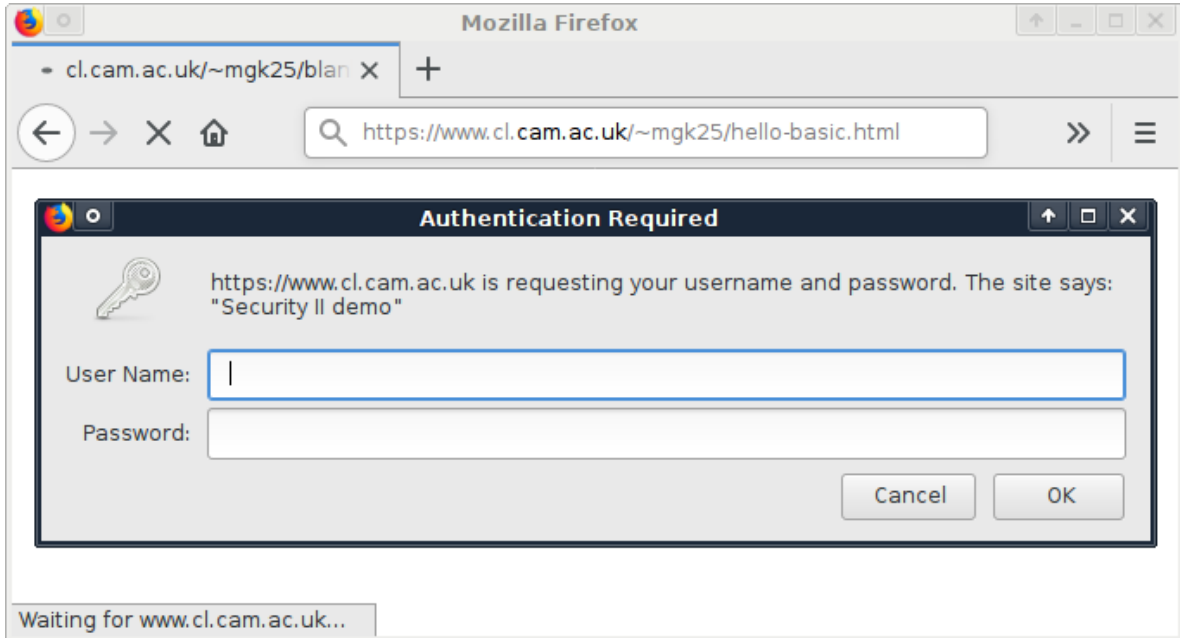 Mozilla Firefox
cl.cam.ac.uk/~mgk25/blan
https://www.cl.cam.ac.uk/~mgk25/hello-basic.html
Authentication Required
https://www.cl.cam.ac.uk is requesting your username and password. The site says:
"Security II demo"
User Name:
Password:
Cancel OK
Waiting for www.cl.cam.ac.uk...